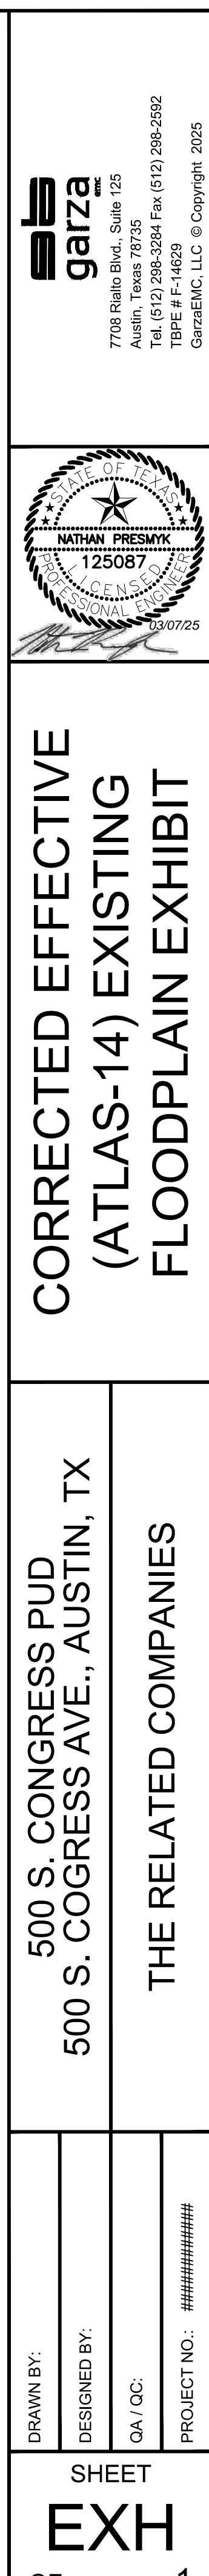 garza
emc
7708 Rialto Blvd., Suite 125
Austin, Texas 78735
Tel. (512) 298-3284 Fax (512) 298-2592
TBPE # F-14629
GarzaEMC, LLC © Copyright 2025
STATE OF TEXAS
NATHAN PRESMYK
125087
LICENSED
PROFESSIONAL ENGINEER
03/07/25
CORRECTED EFFECTIVE
(ATLAS-14) EXISTING
FLOODPLAIN EXHIBIT
500 S. CONGRESS PUD
500 S. COGRESS AVE., AUSTIN, TX
THE RELATED COMPANIES
DRAWN BY:
DESIGNED BY:
QA / QC:
PROJECT NO.: ############
SHEET
EXH